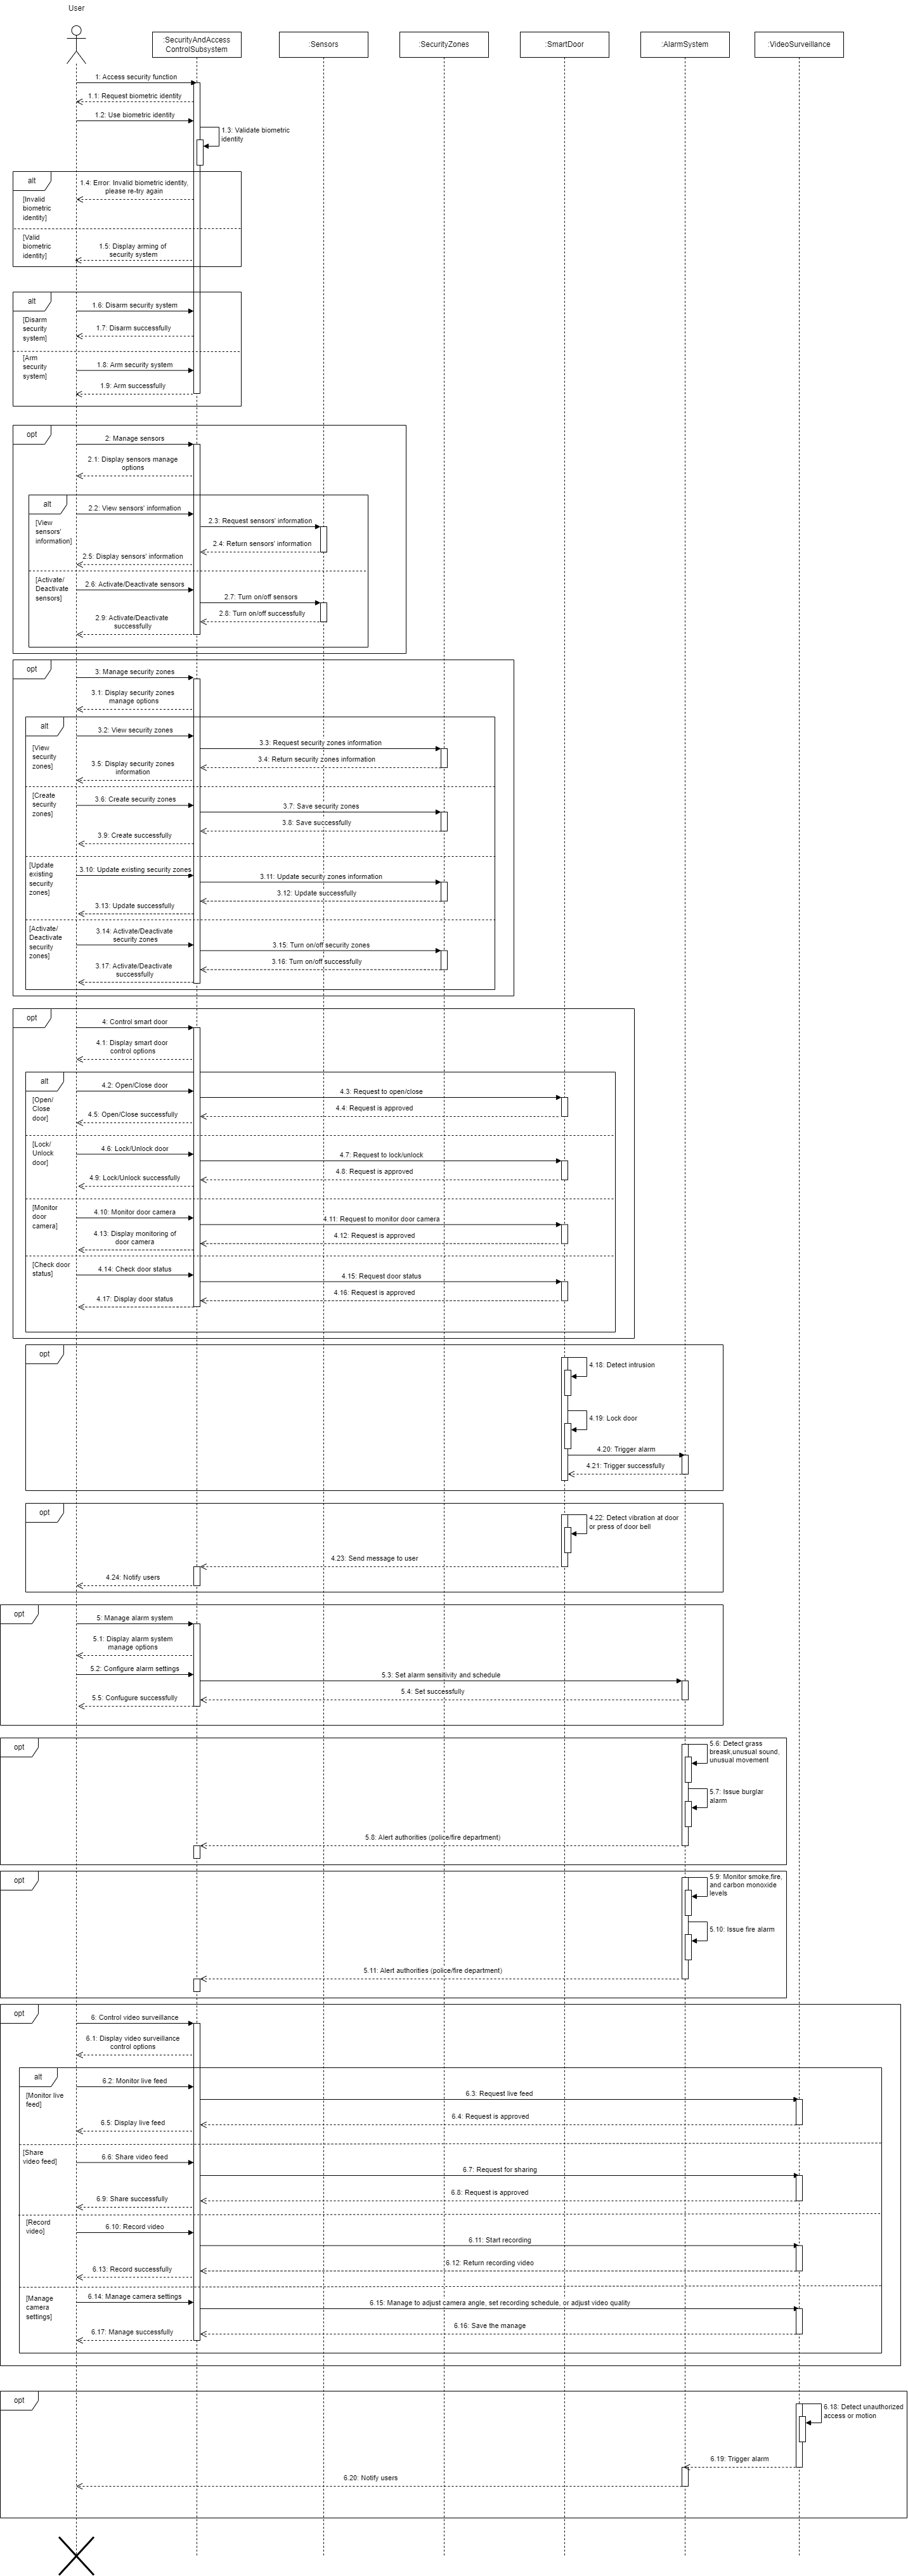 User
:SecurityAndAccess
ControlSubsystem
:Sensors
:SecurityZones
:SmartDoor
:AlarmSystem
:VideoSurveillance
1: Access security function
1.1: Request biometric identity
1.2: Use biometric identity
1.3: Validate biometric
identity
alt
1.4: Error: Invalid biometric identity,
please re-try again
[Invalid
biometric
identity]
[Valid
biometric
identity]
1.5: Display arming of
security system
alt
1.6: Disarm security system
[Disarm
security
system]
1.7: Disarm successfully
[Arm
security
system]
1.8: Arm security system
1.9: Arm successfully
opt
2: Manage sensors
2.1: Display sensors manage
options
alt
2.2: View sensors' information
[View
sensors'
information]
2.3: Request sensors' information
2.4: Return sensors' information
2.5: Display sensors' information
[Activate/
Deactivate
sensors]
2.6: Activate/Deactivate sensors
2.7: Turn on/off sensors
2.8: Turn on/off successfully
2.9: Activate/Deactivate
successfully
opt
3: Manage security zones
3.1: Display security zones
manage options
alt
3.2: View security zones
[View
security
zones]
3.3: Request security zones information
3.4: Return security zones information
3.5: Display security zones
information
[Create
security
zones]
3.6: Create security zones
3.7: Save security zones
3.8: Save successfully
3.9: Create successfully
[Update
existing
security
zones]
3.10: Update existing security zones
3.11: Update security zones information
3.12: Update successfully
3.13: Update successfully
[Activate/
Deactivate
security
zones]
3.14: Activate/Deactivate
security zones
3.15: Turn on/off security zones
3.16: Turn on/off successfully
3.17: Activate/Deactivate
successfully
opt
4: Control smart door
4.1: Display smart door
control options
alt
4.2: Open/Close door
[Open/
Close
door]
4.3: Request to open/close
4.4: Request is approved
4.5: Open/Close successfully
[Lock/
Unlock
door]
4.6: Lock/Unlock door
4.7: Request to lock/unlock
4.8: Request is approved
4.9: Lock/Unlock successfully
[Monitor
door
camera]
4.10: Monitor door camera
4.11: Request to monitor door camera
4.12: Request is approved
4.13: Display monitoring of
door camera
[Check door
status]
4.14: Check door status
4.15: Request door status
4.16: Request is approved
4.17: Display door status
opt
4.18: Detect intrusion
4.19: Lock door
4.20: Trigger alarm
4.21: Trigger successfully
opt
4.22: Detect vibration at door
or press of door bell
4.23: Send message to user
4.24: Notify users
opt
5: Manage alarm system
5.1: Display alarm system
manage options
5.2: Configure alarm settings
5.3: Set alarm sensitivity and schedule
5.4: Set successfully
5.5: Configure successfully
opt
5.6: Detect grass
breask,unusual sound,
unusual movement
5.7: Issue burglar
alarm
5.8: Alert authorities (police/fire department)
opt
5.9: Monitor smoke,fire,
and carbon monoxide
levels
5.10: Issue fire alarm
5.11: Alert authorities (police/fire department)
opt
6: Control video surveillance
6.1: Display video surveillance
control options
alt
6.2: Monitor live feed
[Monitor live
feed]
6.3: Request live feed
6.4: Request is approved
6.5: Display live feed
[Share
video feed]
6.6: Share video feed
6.7: Request for sharing
6.8: Request is approved
6.9: Share successfully
[Record
video]
6.10: Record video
6.11: Start recording
6.12: Return recording video
6.13: Record successfully
[Manage
camera
settings]
6.14: Manage camera settings
6.15: Manage to adjust camera angle, set recording schedule, or adjust video quality
6.16: Save the manage
6.17: Manage successfully
opt
6.18: Detect unauthorized
access or motion
6.19: Trigger alarm
6.20: Notify users